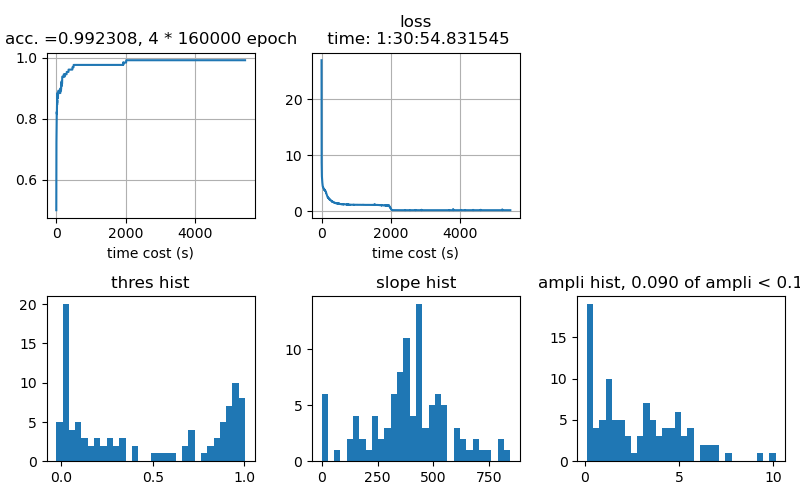 acc. =0.992308, 4 * 160000 epoch
1.0
0.8
0.6
0 2000 4000
time cost (s)
loss
time: 1:30:54.831545
20
10
0
0 2000 4000
time cost (s)
thres hist
20
15
10
5
0
0.0 0.5 1.0
slope hist
10
5
0
0 250 500 750
ampli hist, 0.090 of ampli < 0.1
15
10
5
0
0 5 10